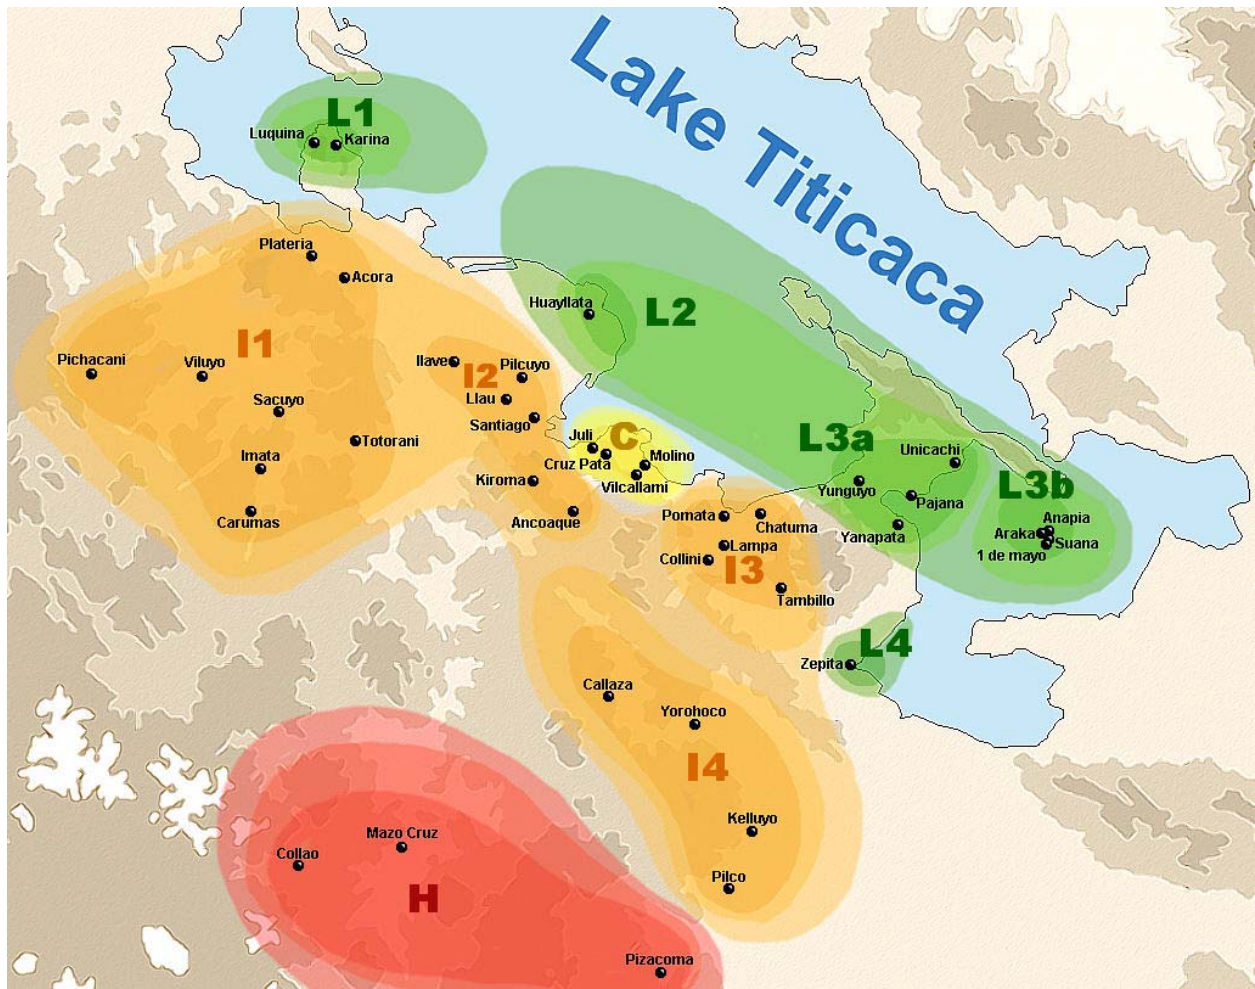 Lake Titicaca
L1
Luquina
Karina
Plateria
Acora
Huayllata
L2
I1
Pichacani
Viluyo
Ilave
I2
Pilcuyo
Llau
Sacuyo
Santiago
Totorani
Juli
C
Cruz Pata
Molino
Vilcallami
L3a
Unicachi
Imata
Kiroma
Yunguyo
Pajana
L3b
Carumas
Ancoaque
Pomata
Chatuma
Yanapata
Anapia
Araka
Suana
1 de mayo
Lampa
Collini
I3
Tambillo
L4
Zepita
Callaza
Yorohoco
I4
Kelluyo
Mazo Cruz
Collao
Pilco
H
Pizacoma